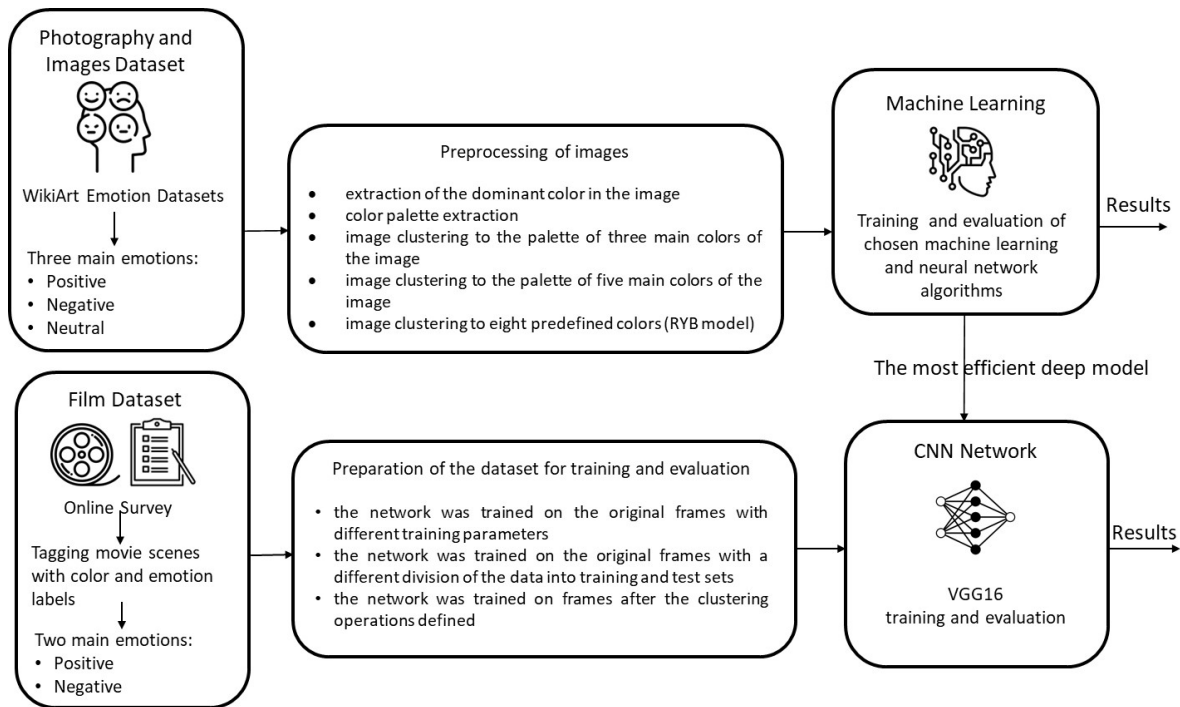 Photography and
Images Dataset
WikiArt Emotion Datasets
Three main emotions:
• Positive
• Negative
• Neutral
Preprocessing of images
• extraction of the dominant color in the image
• color palette extraction
• image clustering to the palette of three main colors of
the image
• image clustering to the palette of five main colors of the
image
• image clustering to eight predefined colors (RYB model)
Machine Learning
Training and evaluation of
chosen machine learning
and neural network
algorithms
Results
The most efficient deep model
Film Dataset
Online Survey
Tagging movie scenes
with color and emotion
labels
Two main emotions:
• Positive
• Negative
Preparation of the dataset for training and evaluation
• the network was trained on the original frames with
different training parameters
• the network was trained on the original frames with a
different division of the data into training and test sets
• the network was trained on frames after the clustering
operations defined
CNN Network
VGG16
training and evaluation
Results